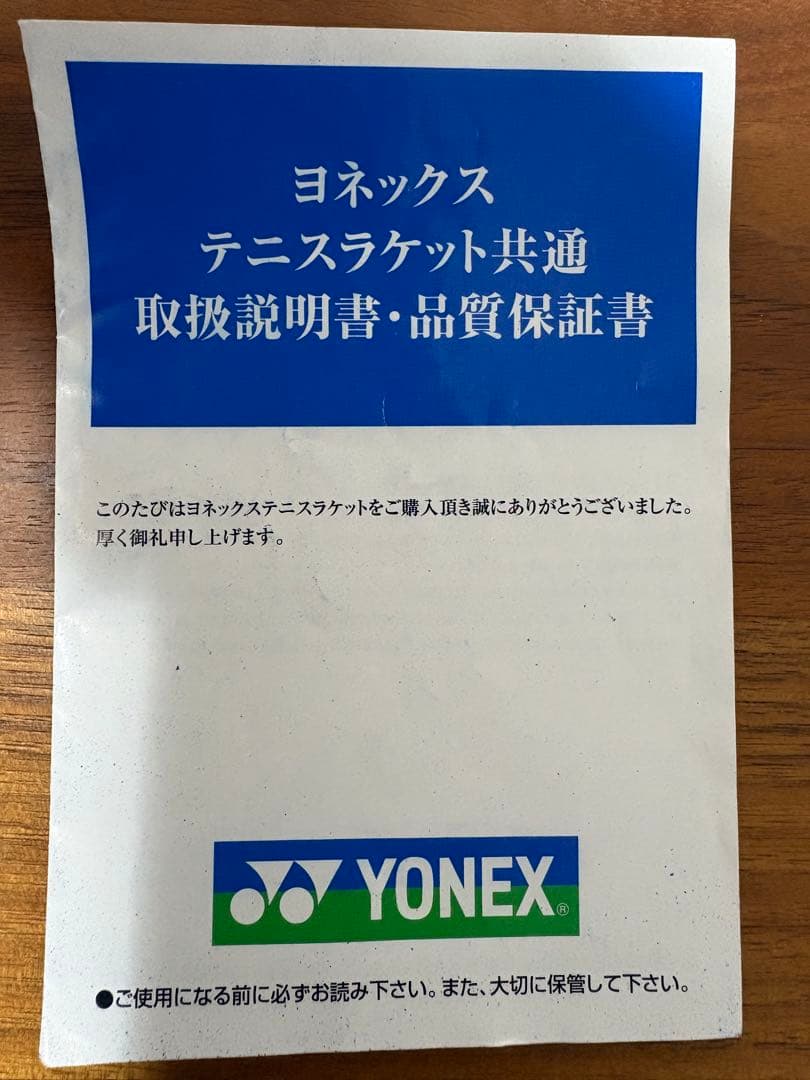 ヨネックス
テニスラケット共通
取扱説明書・品質保証書
このたびはヨネックステニスラケットをご購入頂き誠にありがとうございました。
厚く御礼申し上げます。
YONEX®
●ご使用になる前に必ずお読み下さい。また、大切に保管して下さい。